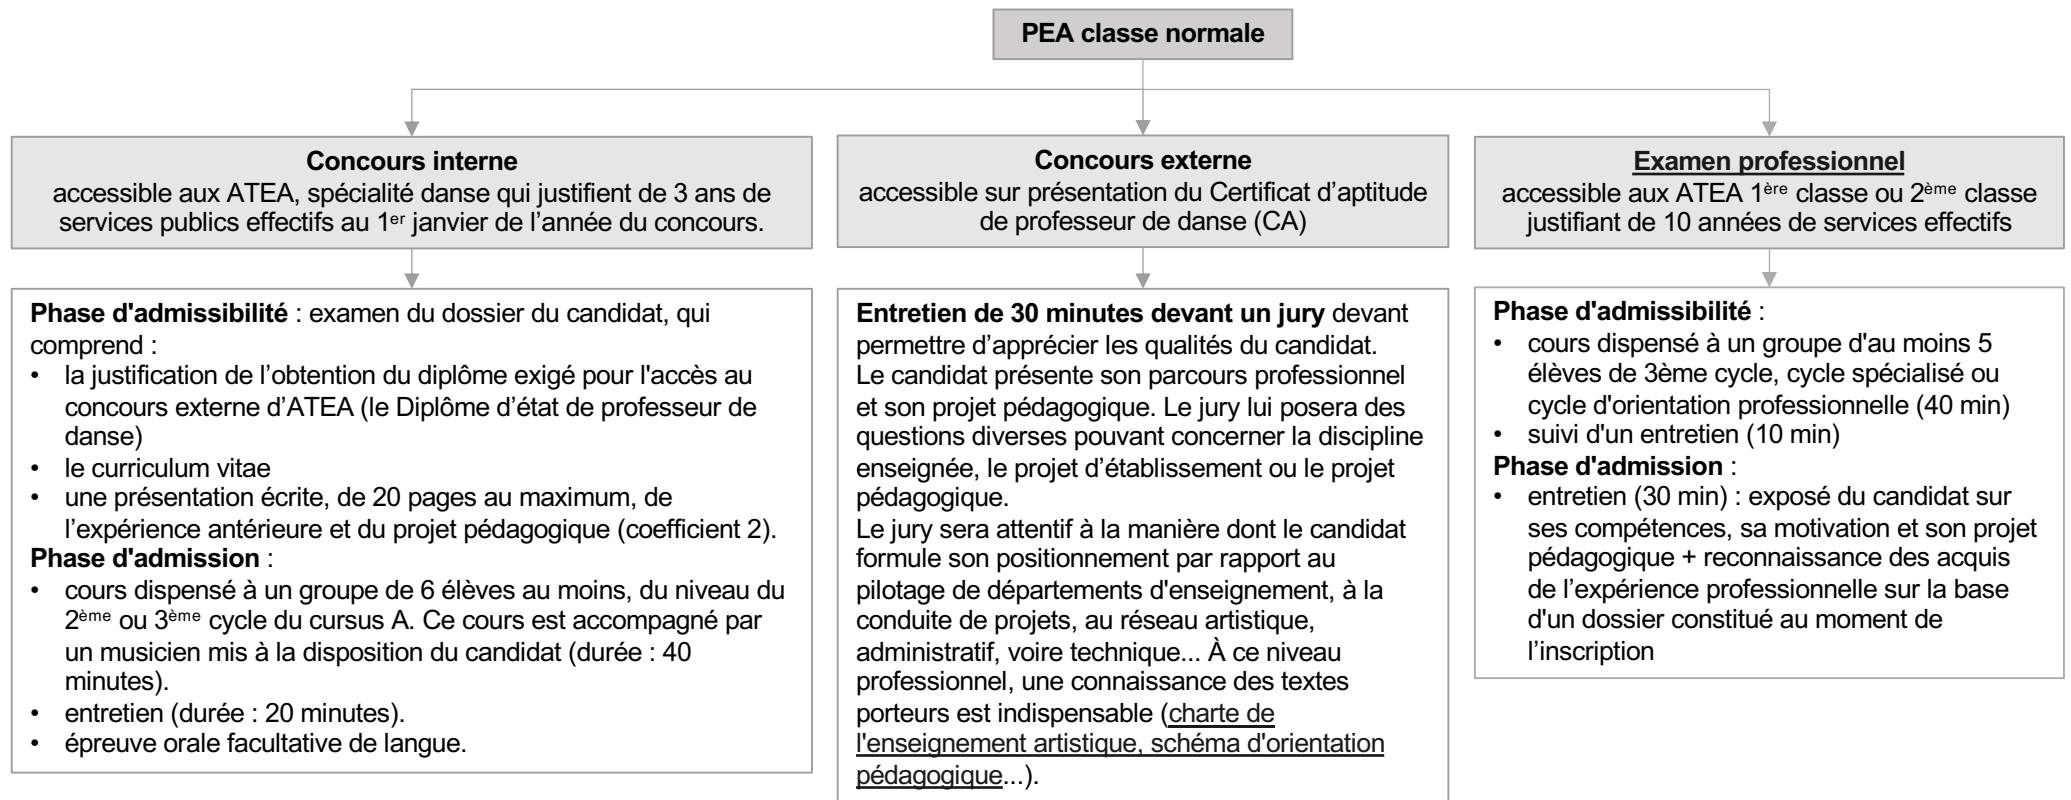 PEA classe normale
Concours interne
accessible aux ATEA, spécialité danse qui justifient de 3 ans de
services publics effectifs au 1er janvier de l’année du concours.
Phase d'admissibilité : examen du dossier du candidat, qui
comprend :
• la justification de l’obtention du diplôme exigé pour l'accès au
concours externe d’ATEA (le Diplôme d’état de professeur de
danse)
• le curriculum vitae
• une présentation écrite, de 20 pages au maximum, de
l’expérience antérieure et du projet pédagogique (coefficient 2).
Phase d'admission :
• cours dispensé à un groupe de 6 élèves au moins, du niveau du
2ème ou 3ème cycle du cursus A. Ce cours est accompagné par
un musicien mis à la disposition du candidat (durée : 40
minutes).
• entretien (durée : 20 minutes).
• épreuve orale facultative de langue.
Concours externe
accessible sur présentation du Certificat d’aptitude
de professeur de danse (CA)
Entretien de 30 minutes devant un jury devant
permettre d’apprécier les qualités du candidat.
Le candidat présente son parcours professionnel
et son projet pédagogique. Le jury lui posera des
questions diverses pouvant concerner la discipline
enseignée, le projet d’établissement ou le projet
pédagogique.
Le jury sera attentif à la manière dont le candidat
formule son positionnement par rapport au
pilotage de départements d'enseignement, à la
conduite de projets, au réseau artistique,
administratif, voire technique... À ce niveau
professionnel, une connaissance des textes
porteurs est indispensable (charte de
l'enseignement artistique, schéma d'orientation
pédagogique...).
Examen professionnel
accessible aux ATEA 1ère classe ou 2ème classe
justifiant de 10 années de services effectifs
Phase d'admissibilité :
• cours dispensé à un groupe d'au moins 5
élèves de 3ème cycle, cycle spécialisé ou
cycle d'orientation professionnelle (40 min)
• suivi d'un entretien (10 min)
Phase d'admission :
• entretien (30 min) : exposé du candidat sur
ses compétences, sa motivation et son projet
pédagogique + reconnaissance des acquis
de l’expérience professionnelle sur la base
d'un dossier constitué au moment de
l’inscription